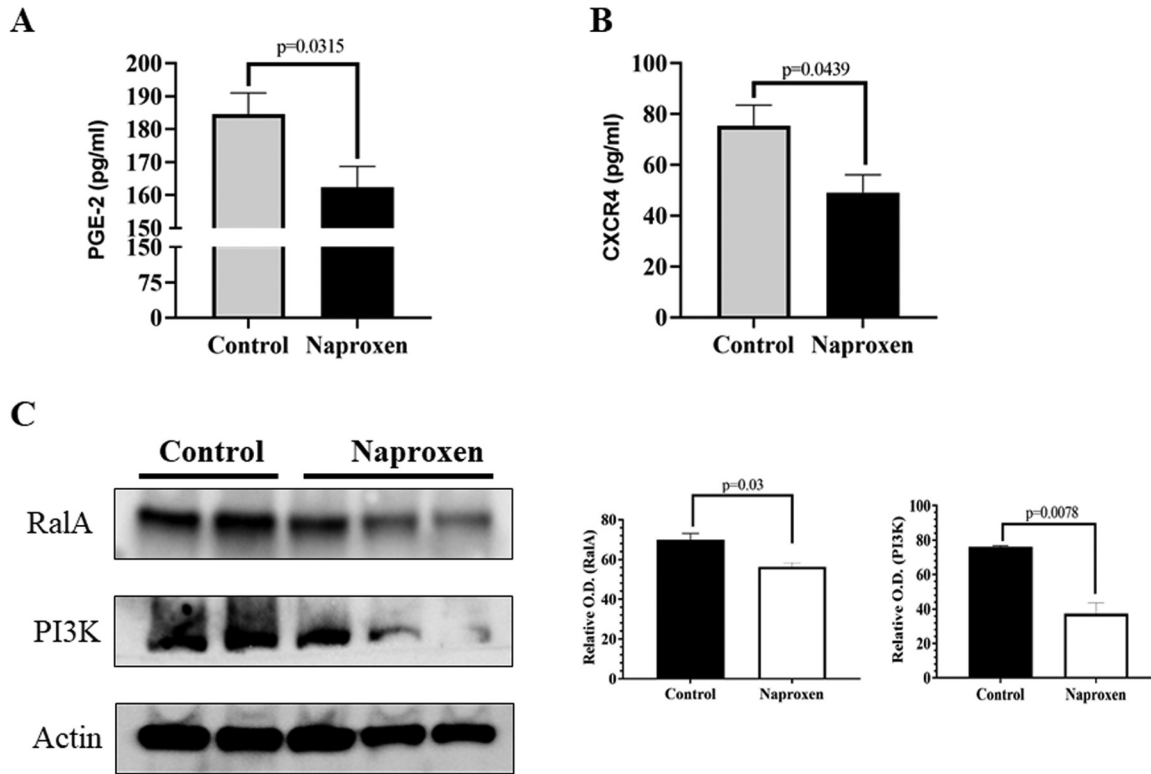 A
p=0.0315
PGE-2 (pg/ml)
200
190
180
170
160
150
150
75
0
Control Naproxen
B
p=0.0439
CXCR4 (pg/ml)
100
80
60
40
20
0
Control Naproxen
C
Control Naproxen
RalA
PI3K
Actin
p=0.03
Relative O.D. (RalA)
80
60
40
20
0
Control Naproxen
p=0.0078
Relative O.D. (PI3K)
100
80
60
40
20
0
Control Naproxen